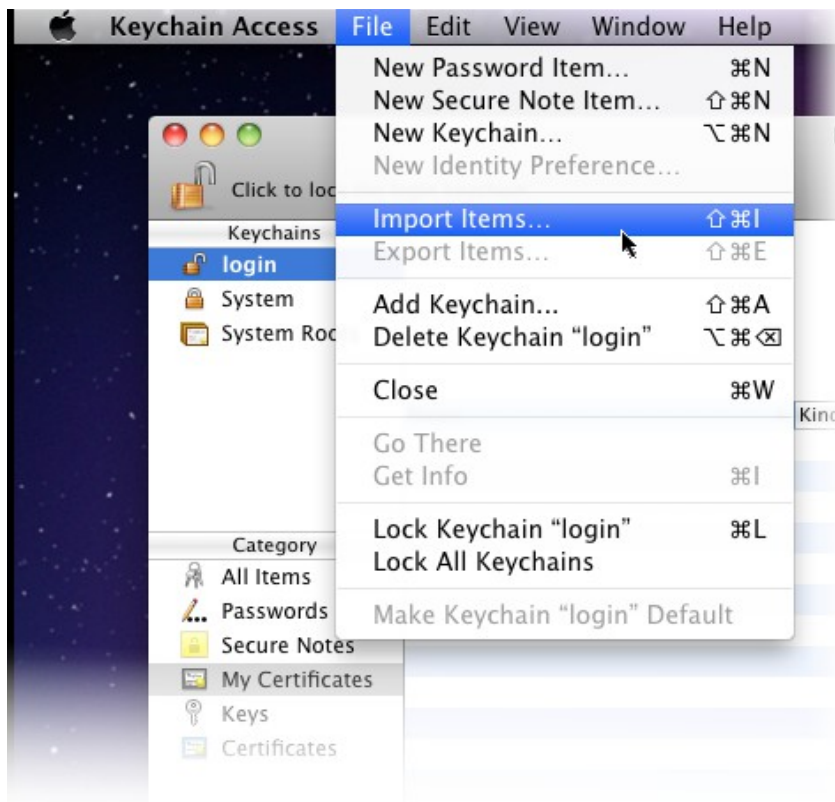 Keychain Access File Edit View Window Help
New Password Item... ⌘N
New Secure Note Item... ⇧⌘N
New Keychain... ⌥⌘N
New Identity Preference...
Click to loc
Import Items... ⇧⌘I
Export Items... ⇧⌘E
Add Keychain... ⇧⌘A
Delete Keychain “login” ⌥⌘⌫
Close ⌘W
Go There
Get Info ⌘I
Lock Keychain “login” ⌘L
Lock All Keychains
Make Keychain “login” Default
Keychains
login
System
System Roo
Kind
Category
All Items
Passwords
Secure Notes
My Certificates
Keys
Certificates